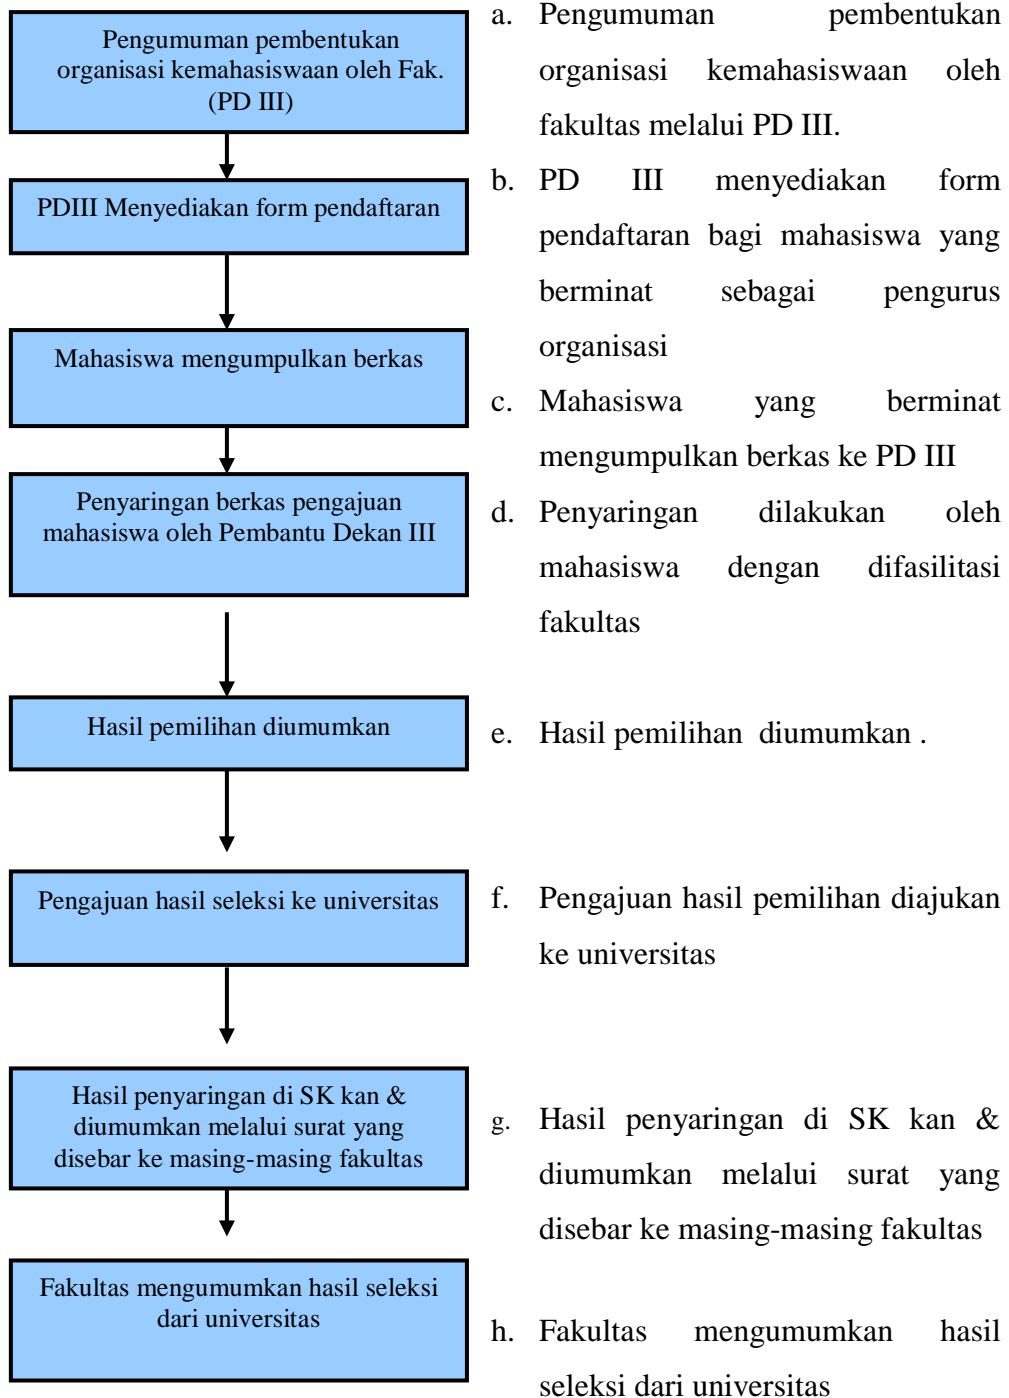 Pengumuman pembentukan
organisasi kemahasiswaan oleh Fak.
(PD III)
PDIII Menyediakan form pendaftaran
Mahasiswa mengumpulkan berkas
Penyaringan berkas pengajuan
mahasiswa oleh Pembantu Dekan III
Hasil pemilihan diumumkan
Pengajuan hasil seleksi ke universitas
Hasil penyaringan di SK kan &
diumumkan melalui surat yang
disebar ke masing-masing fakultas
Fakultas mengumumkan hasil seleksi
dari universitas
a. Pengumuman pembentukan
organisasi kemahasiswaan oleh
fakultas melalui PD III.
b. PD III menyediakan form
pendaftaran bagi mahasiswa yang
berminat sebagai pengurus
organisasi
c. Mahasiswa yang berminat
mengumpulkan berkas ke PD III
d. Penyaringan dilakukan oleh
mahasiswa dengan difasilitasi
fakultas
e. Hasil pemilihan diumumkan .
f. Pengajuan hasil pemilihan diajukan
ke universitas
g. Hasil penyaringan di SK kan &
diumumkan melalui surat yang
disebar ke masing-masing fakultas
h. Fakultas mengumumkan hasil
seleksi dari universitas